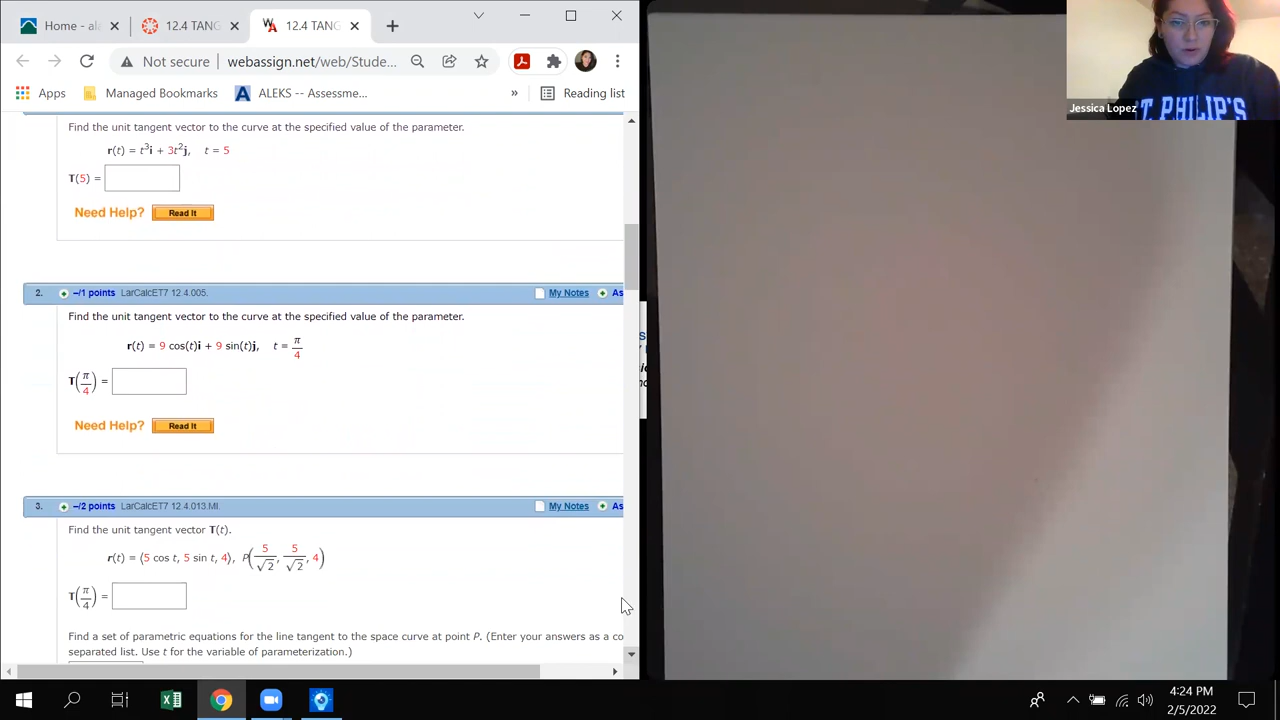 Home - al
12.4 TANG
12.4 TANG
Not secure
webassign.net/web/Stude...
Apps
Managed Bookmarks
ALEKS -- Assessme...
»
Reading list
Find the unit tangent vector to the curve at the specified value of the parameter.
r(t) = t³i + 3t²j, t = 5
T(5) =
Need Help? Read It
2. –/1 points LarCalcET7 12.4.005. My Notes As
Find the unit tangent vector to the curve at the specified value of the parameter.
r(t) = 9 cos(t)i + 9 sin(t)j, t = π/4
T(π/4) =
Need Help? Read It
3. –/2 points LarCalcET7 12.4.013.MI. My Notes As
Find the unit tangent vector T(t).
r(t) = ⟨5 cos t, 5 sin t, 4⟩, P(5/√2, 5/√2, 4)
T(π/4) =
Find a set of parametric equations for the line tangent to the space curve at point P. (Enter your answers as a co
separated list. Use t for the variable of parameterization.)
Jessica Lopez
T. PHILIP'S
4:24 PM
2/5/2022